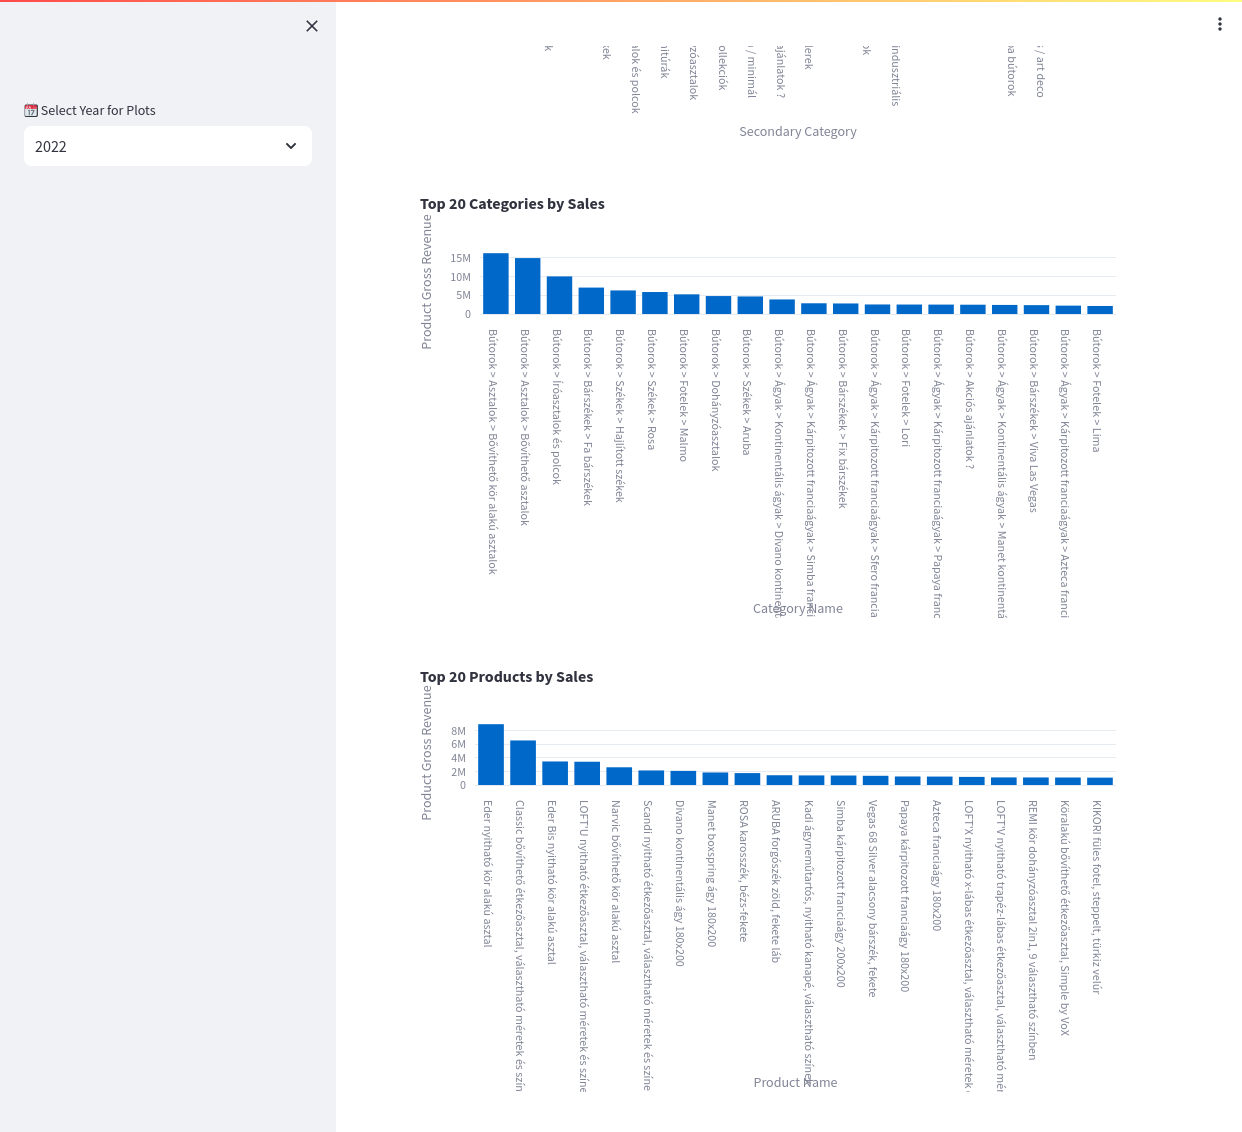 Select Year for Plots
2022
lok és polcok
zóasztalok
ollekciók
/ minimál
ajánlatok ?
indusztriális
a bútorok
/ art deco
Secondary Category
Top 20 Categories by Sales
Product Gross Revenue
15M
10M
5M
0
Bútorok > Asztalok > Bővíthető kör alakú asztalok
Bútorok > Asztalok > Bővíthető asztalok
Bútorok > Íróasztalok és polcok
Bútorok > Bárszékek > Fa bárszékek
Bútorok > Székek > Hajlított székek
Bútorok > Székek > Rosa
Bútorok > Fotelek > Malmo
Bútorok > Dohányzóasztalok
Bútorok > Székek > Aruba
Bútorok > Ágyak > Kontinentális ágyak > Divano kontinent
Bútorok > Ágyak > Kárpitozott franciaágyak > Simba franci
Bútorok > Bárszékek > Fix bárszékek
Bútorok > Ágyak > Kárpitozott franciaágyak > Sfero francia
Bútorok > Fotelek > Lori
Bútorok > Ágyak > Kárpitozott franciaágyak > Papaya franc
Bútorok > Akciós ajánlatok ?
Bútorok > Ágyak > Kontinentális ágyak > Manet kontinentá
Bútorok > Bárszékek > Viva Las Vegas
Bútorok > Ágyak > Kárpitozott franciaágyak > Azteca franci
Bútorok > Fotelek > Lima
Category Name
Top 20 Products by Sales
Product Gross Revenue
8M
6M
4M
2M
0
Eder nyitható kör alakú asztal
Classic bővíthető étkezőasztal, választható méretek és szín
Eder Bis nyitható kör alakú asztal
LOFT'U nyitható étkezőasztal, választható méretek és színe
Narvic bővíthető kör alakú asztal
Scandi nyitható étkezőasztal, választható méretek és színe
Divano kontinentális ágy 180x200
Manet boxspring ágy 180x200
ROSA karosszék, bézs-fekete
ARUBA forgószék zöld, fekete láb
Kadi ágyneműtartós, nyitható kanapé, választható színek
Simba kárpitozott franciaágy 200x200
Vegas 68 Silver alacsony bárszék, fekete
Papaya kárpitozott franciaágy 180x200
Azteca franciaágy 180x200
LOFT'X nyitható x-lábas étkezőasztal, választható méretek
LOFT'V nyitható trapéz-lábas étkezőasztal, választható mér
REMI kör dohányzóasztal 2in1, 9 választható színben
Köralakú bővíthető étkezőasztal, Simple by VoX
KIKORI füles fotel, steppelt, türkiz velúr
Product Name